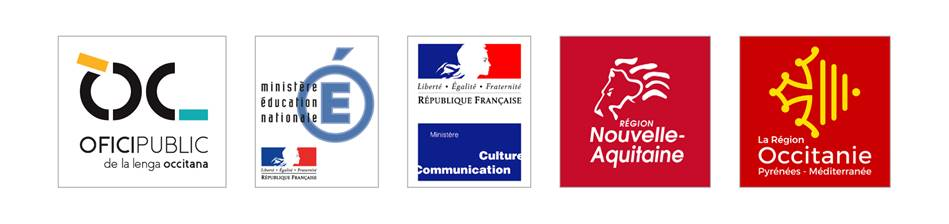 ÒC
OFICIPUBLIC
de la lenga occitana
ministère
éducation
nationale
É
Liberté • Égalité • Fraternité
RÉPUBLIQUE FRANÇAISE
Liberté • Égalité • Fraternité
RÉPUBLIQUE FRANÇAISE
Ministère
Culture
Communication
RÉGION
Nouvelle-
Aquitaine
La Région
Occitanie
Pyrénées - Méditerranée